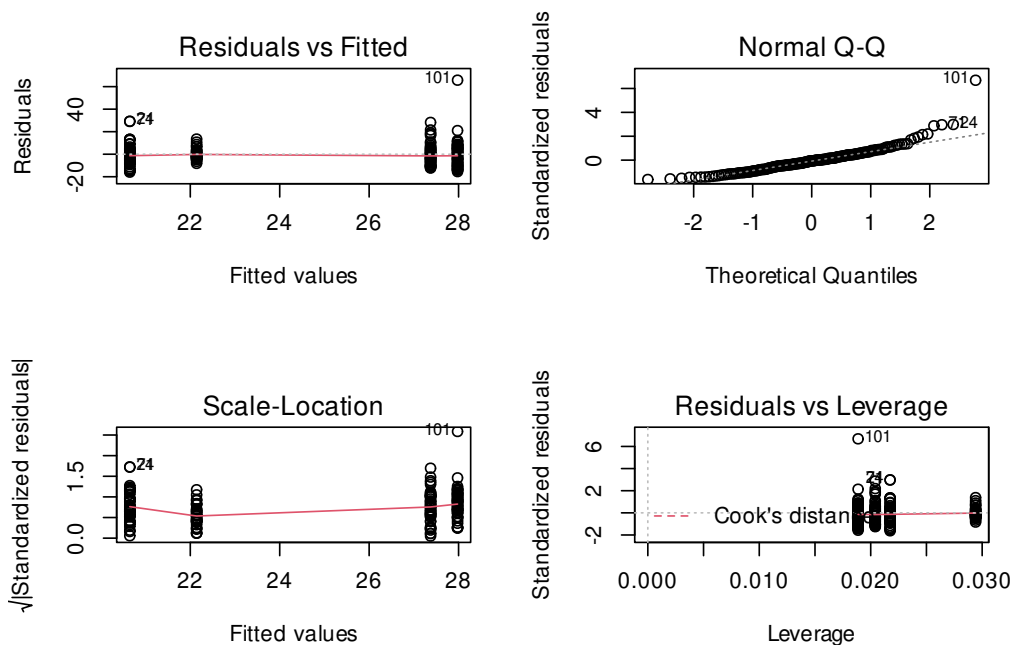 Residuals vs Fitted
Residuals
40
-20
101
24
22
24
26
28
Fitted values
Normal Q-Q
Standardized residuals
4
0
101
24
-2
-1
0
1
2
Theoretical Quantiles
Scale-Location
√|Standardized residuals|
1.5
0.0
101
24
22
24
26
28
Fitted values
Residuals vs Leverage
Standardized residuals
6
2
-2
101
Cook's distan
0.000
0.010
0.020
0.030
Leverage